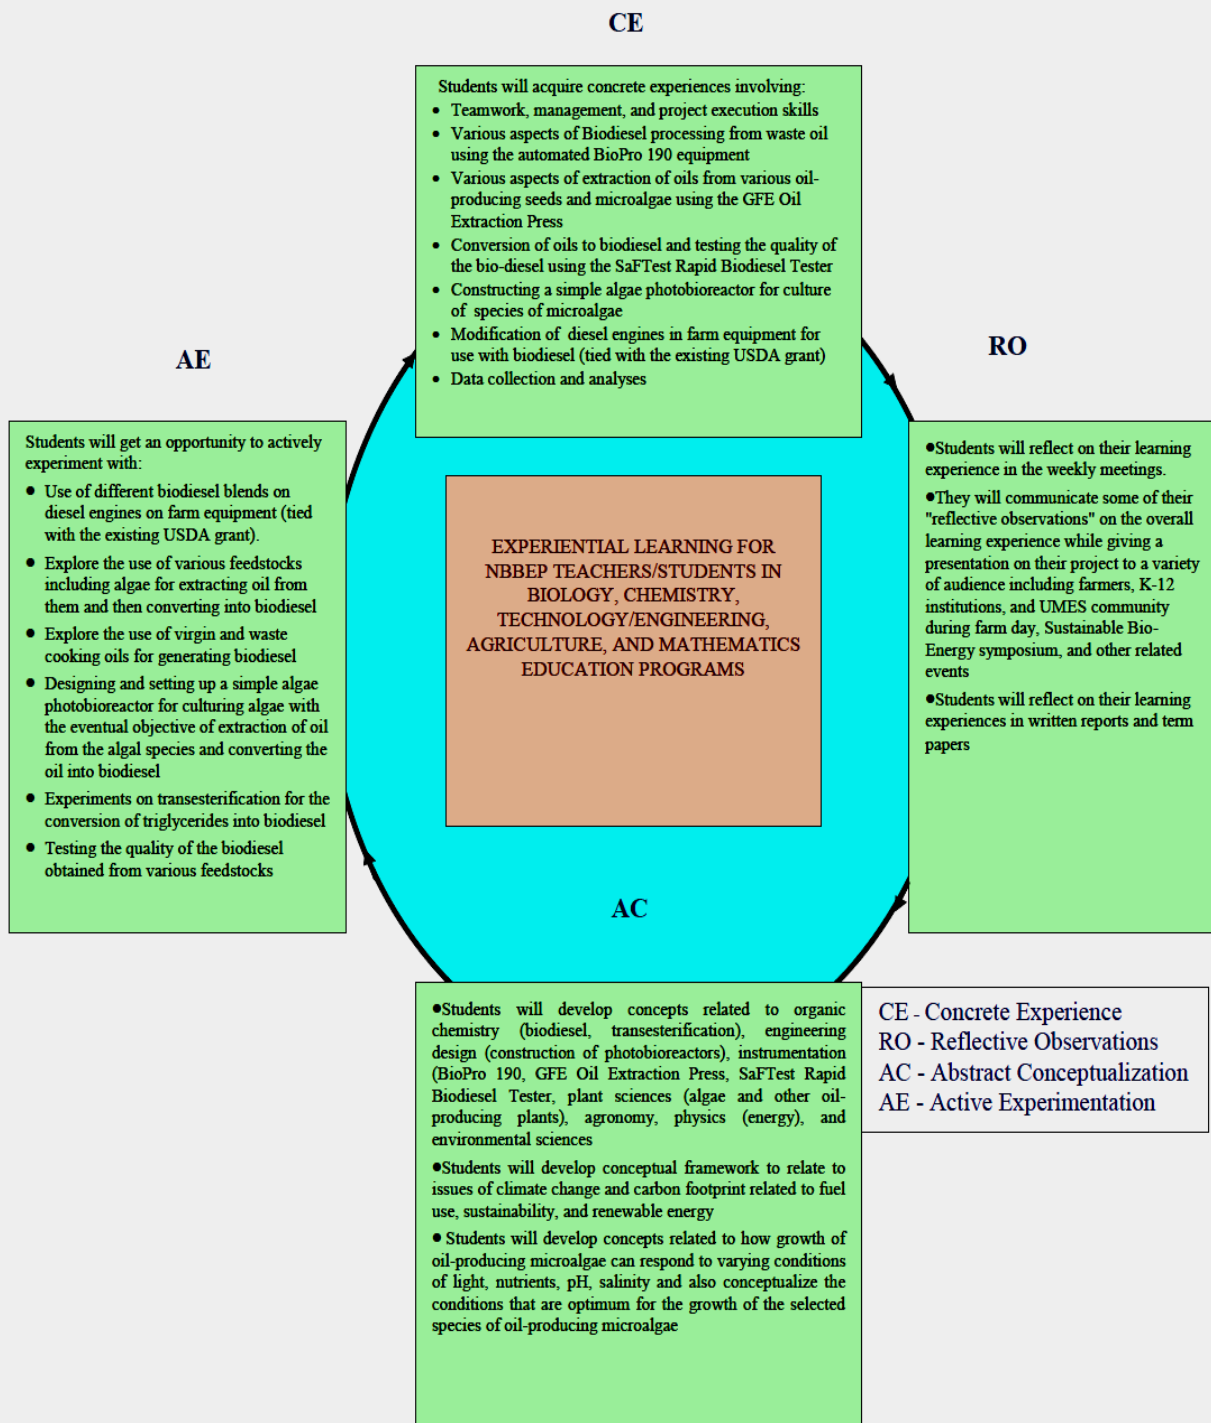 CE
Students will acquire concrete experiences involving:
• Teamwork, management, and project execution skills
• Various aspects of Biodiesel processing from waste oil
using the automated BioPro 190 equipment
• Various aspects of extraction of oils from various oil-
producing seeds and microalgae using the GFE Oil
Extraction Press
• Conversion of oils to biodiesel and testing the quality of
the bio-diesel using the SaFTest Rapid Biodiesel Tester
• Constructing a simple algae photobioreactor for culture
of species of microalgae
• Modification of diesel engines in farm equipment for
use with biodiesel (tied with the existing USDA grant)
• Data collection and analyses
RO
●Students will reflect on their learning
experience in the weekly meetings.
●They will communicate some of their
"reflective observations" on the overall
learning experience while giving a
presentation on their project to a variety
of audience including farmers, K-12
institutions, and UMES community
during farm day, Sustainable Bio-
Energy symposium, and other related
events
●Students will reflect on their learning
experiences in written reports and term
papers
AE
Students will get an opportunity to actively
experiment with:
● Use of different biodiesel blends on
diesel engines on farm equipment (tied
with the existing USDA grant).
● Explore the use of various feedstocks
including algae for extracting oil from
them and then converting into biodiesel
● Explore the use of virgin and waste
cooking oils for generating biodiesel
● Designing and setting up a simple algae
photobioreactor for culturing algae with
the eventual objective of extraction of oil
from the algal species and converting the
oil into biodiesel
● Experiments on transesterification for the
conversion of triglycerides into biodiesel
● Testing the quality of the biodiesel
obtained from various feedstocks
EXPERIENTIAL LEARNING FOR
NBBEP TEACHERS/STUDENTS IN
BIOLOGY, CHEMISTRY,
TECHNOLOGY/ENGINEERING,
AGRICULTURE, AND MATHEMATICS
EDUCATION PROGRAMS
AC
●Students will develop concepts related to organic
chemistry (biodiesel, transesterification), engineering
design (construction of photobioreactors), instrumentation
(BioPro 190, GFE Oil Extraction Press, SaFTest Rapid
Biodiesel Tester, plant sciences (algae and other oil-
producing plants), agronomy, physics (energy), and
environmental sciences
●Students will develop conceptual framework to relate to
issues of climate change and carbon footprint related to fuel
use, sustainability, and renewable energy
● Students will develop concepts related to how growth of
oil-producing microalgae can respond to varying conditions
of light, nutrients, pH, salinity and also conceptualize the
conditions that are optimum for the growth of the selected
species of oil-producing microalgae
CE - Concrete Experience
RO - Reflective Observations
AC - Abstract Conceptualization
AE - Active Experimentation